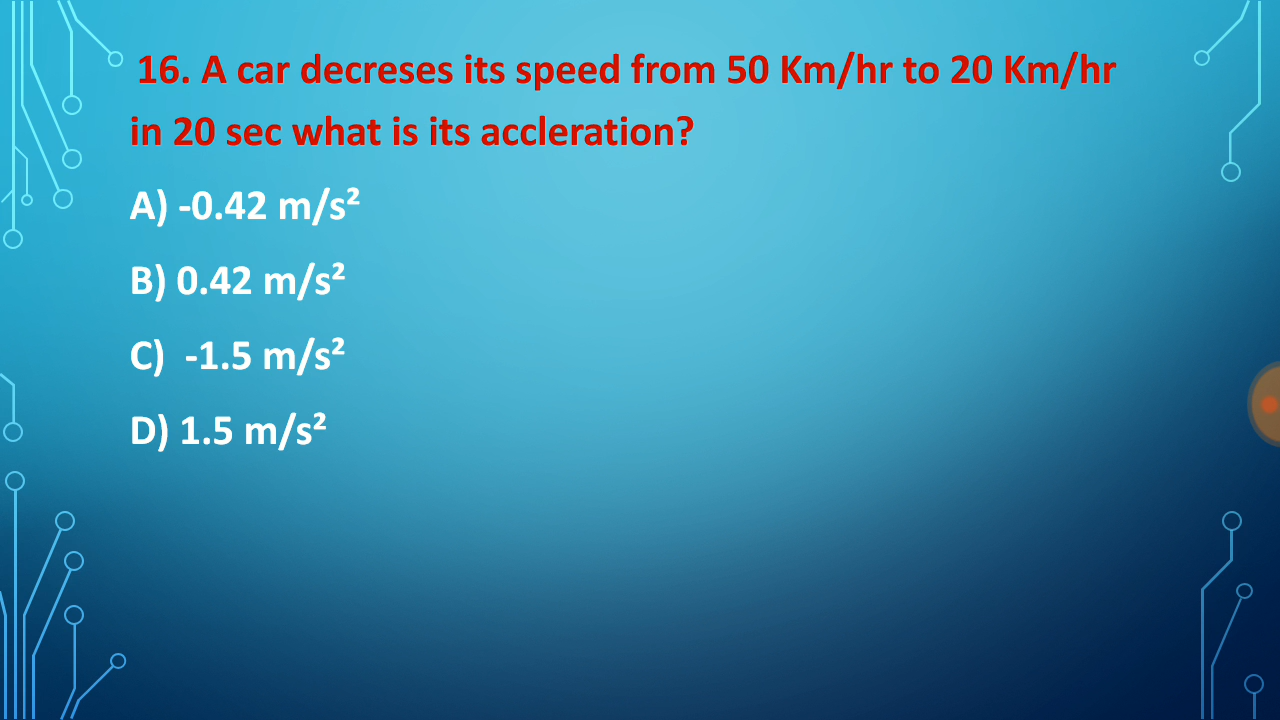 16. A car decreses its speed from 50 Km/hr to 20 Km/hr
in 20 sec what is its accleration?
A) -0.42 m/s²
B) 0.42 m/s²
C) -1.5 m/s²
D) 1.5 m/s²